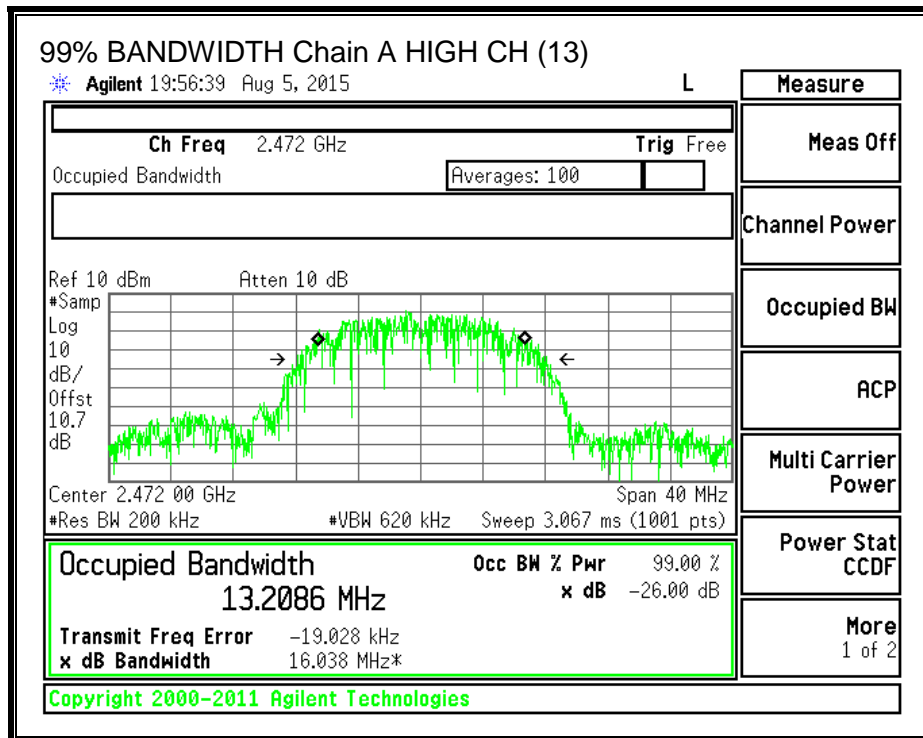 99% BANDWIDTH Chain A HIGH CH (13)
Agilent 19:56:39 Aug 5, 2015 L
Measure
Ch Freq 2.472 GHz Trig Free
Occupied Bandwidth Averages: 100
Meas Off
Channel Power
Occupied BW
ACP
Multi Carrier
Power
Power Stat
CCDF
More
1 of 2
Ref 10 dBm Atten 10 dB
#Samp
Log
10
dB/
Offst
10.7
dB
Center 2.472 00 GHz Span 40 MHz
#Res BW 200 kHz #VBW 620 kHz Sweep 3.067 ms (1001 pts)
Occupied Bandwidth Occ BW % Pwr 99.00 %
13.2086 MHz x dB -26.00 dB
Transmit Freq Error -19.028 kHz
x dB Bandwidth 16.038 MHz*
Copyright 2000-2011 Agilent Technologies